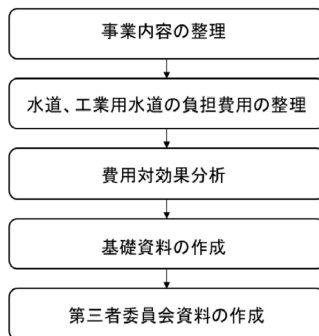 事業内容の整理
水道、工業用水道の負担費用の整理
費用対効果分析
基礎資料の作成
第三者委員会資料の作成